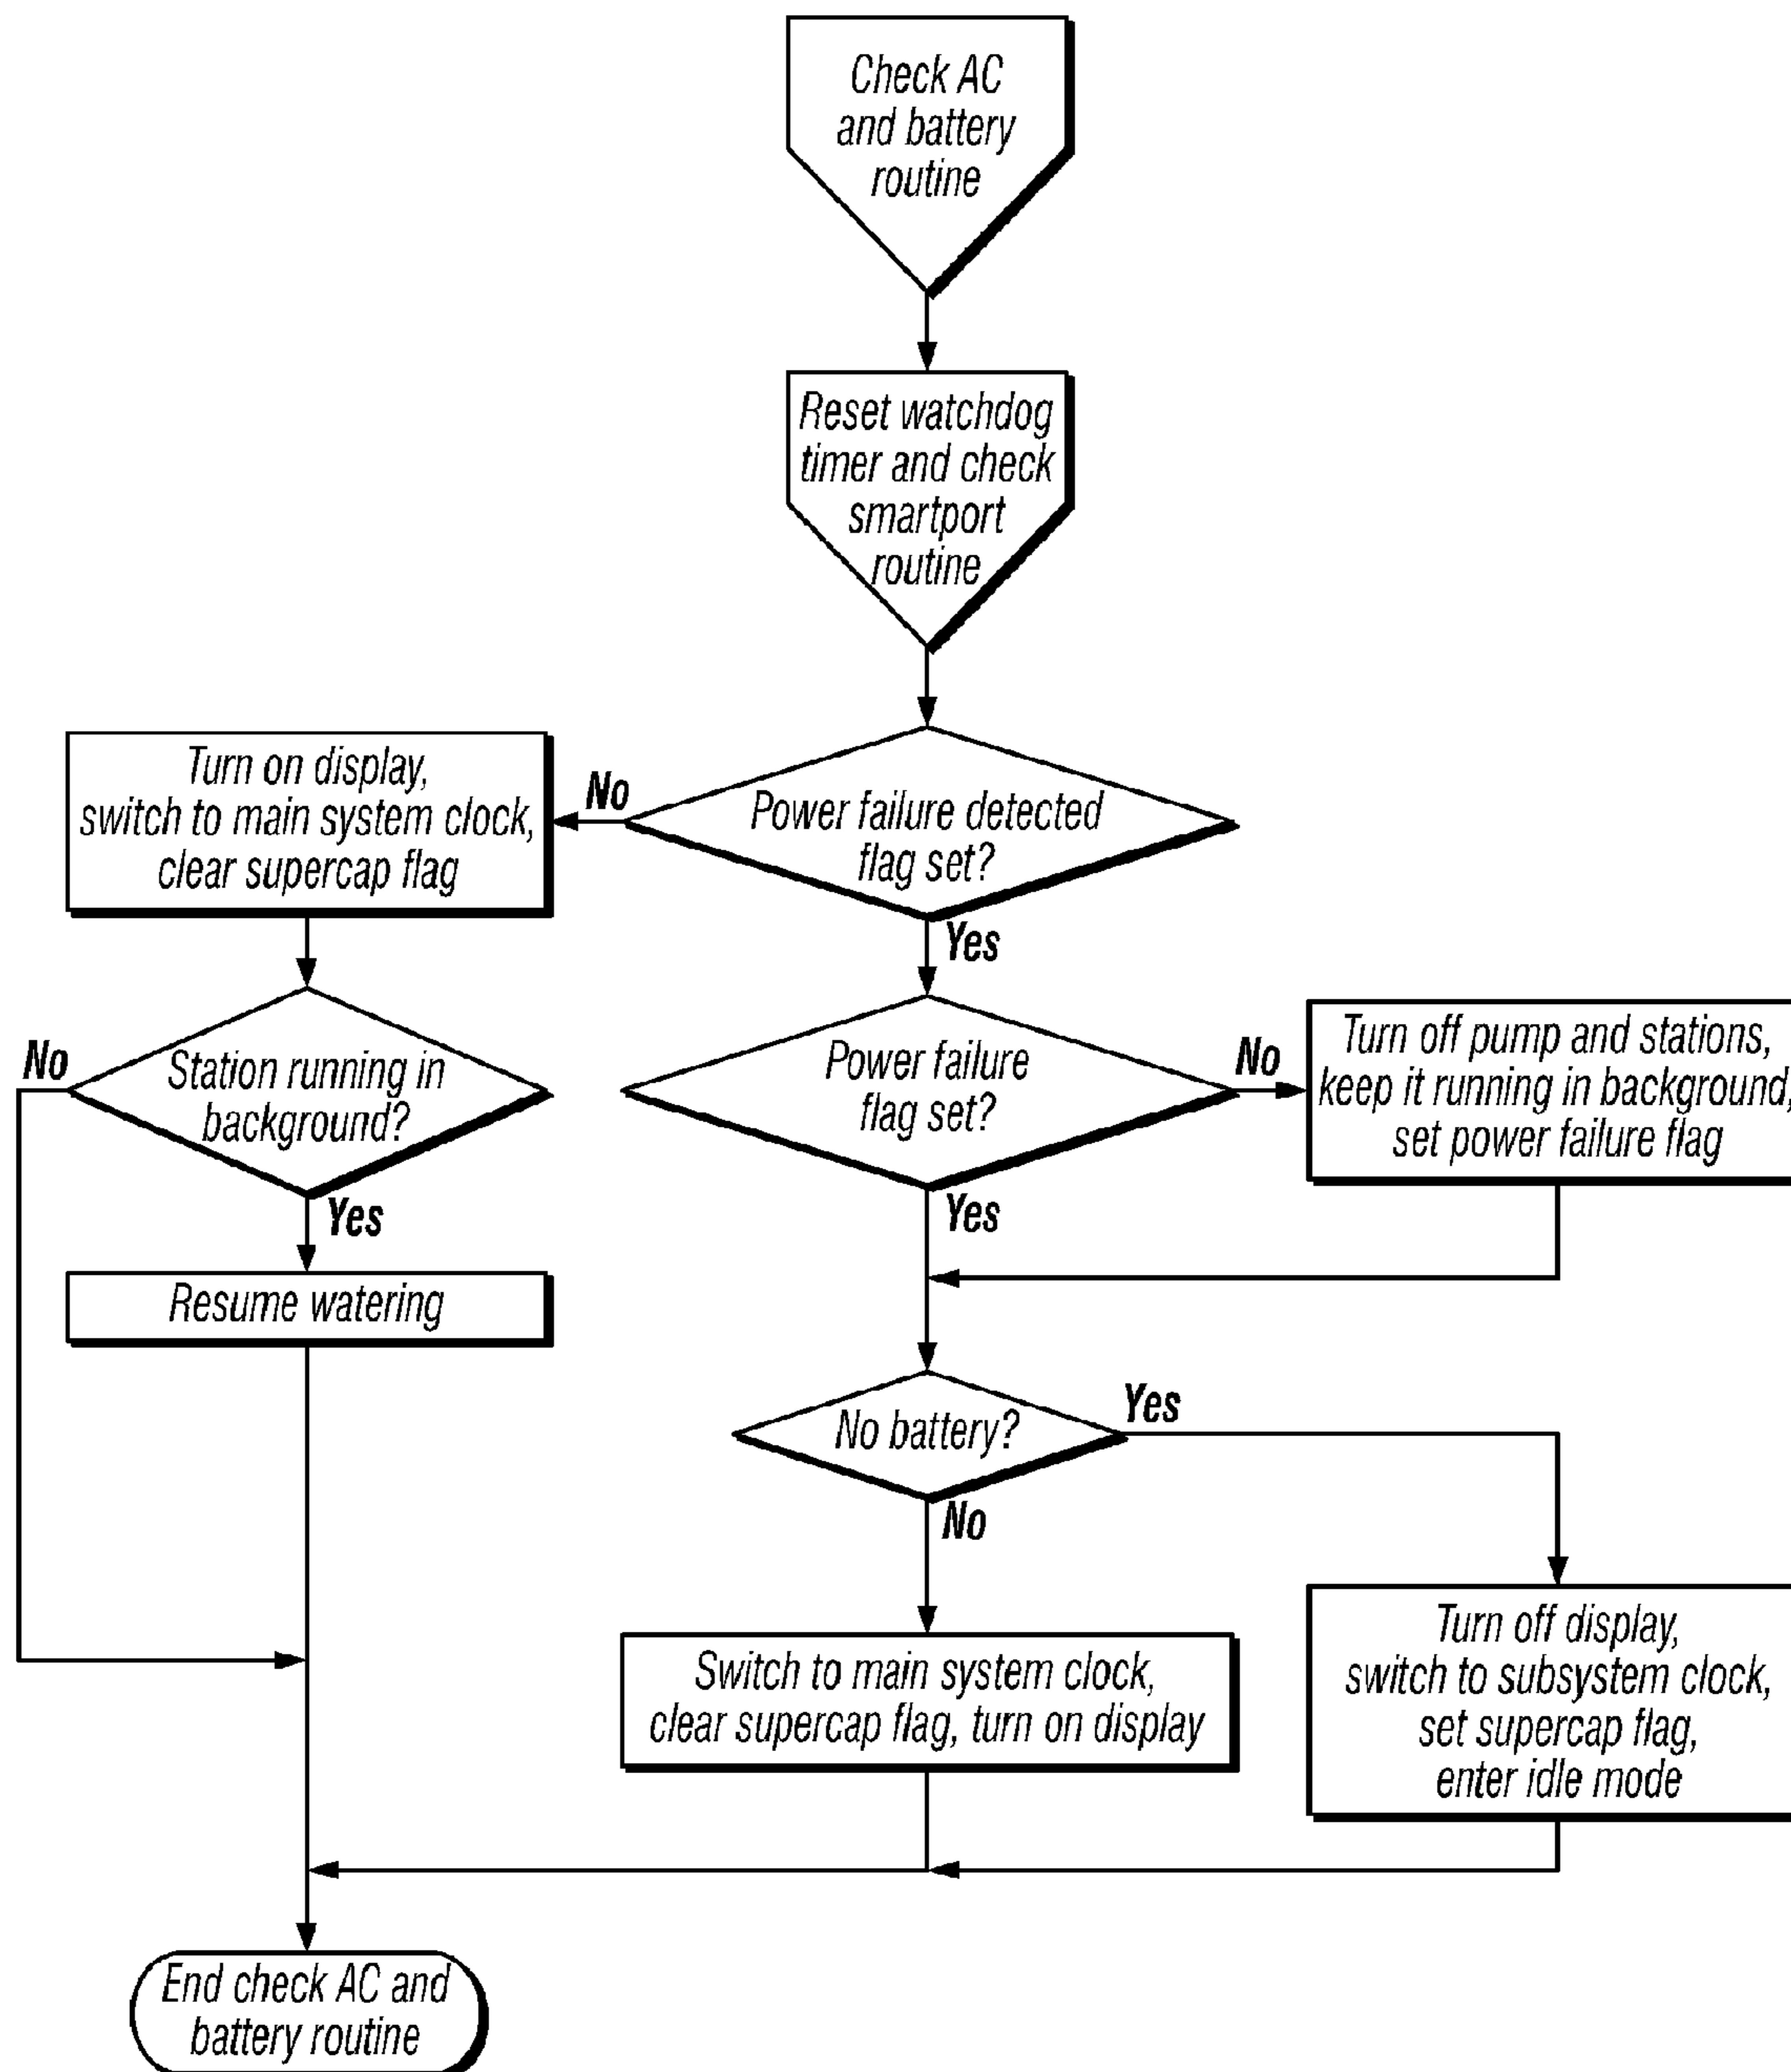 Check AC
and battery
routine
Reset watchdog
timer and check
smartport
routine
Power failure detected
flag set?
No
Yes
Turn on display,
switch to main system clock,
clear supercap flag
Station running in
background?
No
Yes
Resume watering
Power failure
flag set?
No
Yes
Turn off pump and stations,
keep it running in background,
set power failure flag
No battery?
Yes
No
Switch to main system clock,
clear supercap flag, turn on display
Turn off display,
switch to subsystem clock,
set supercap flag,
enter idle mode
End check AC and
battery routine